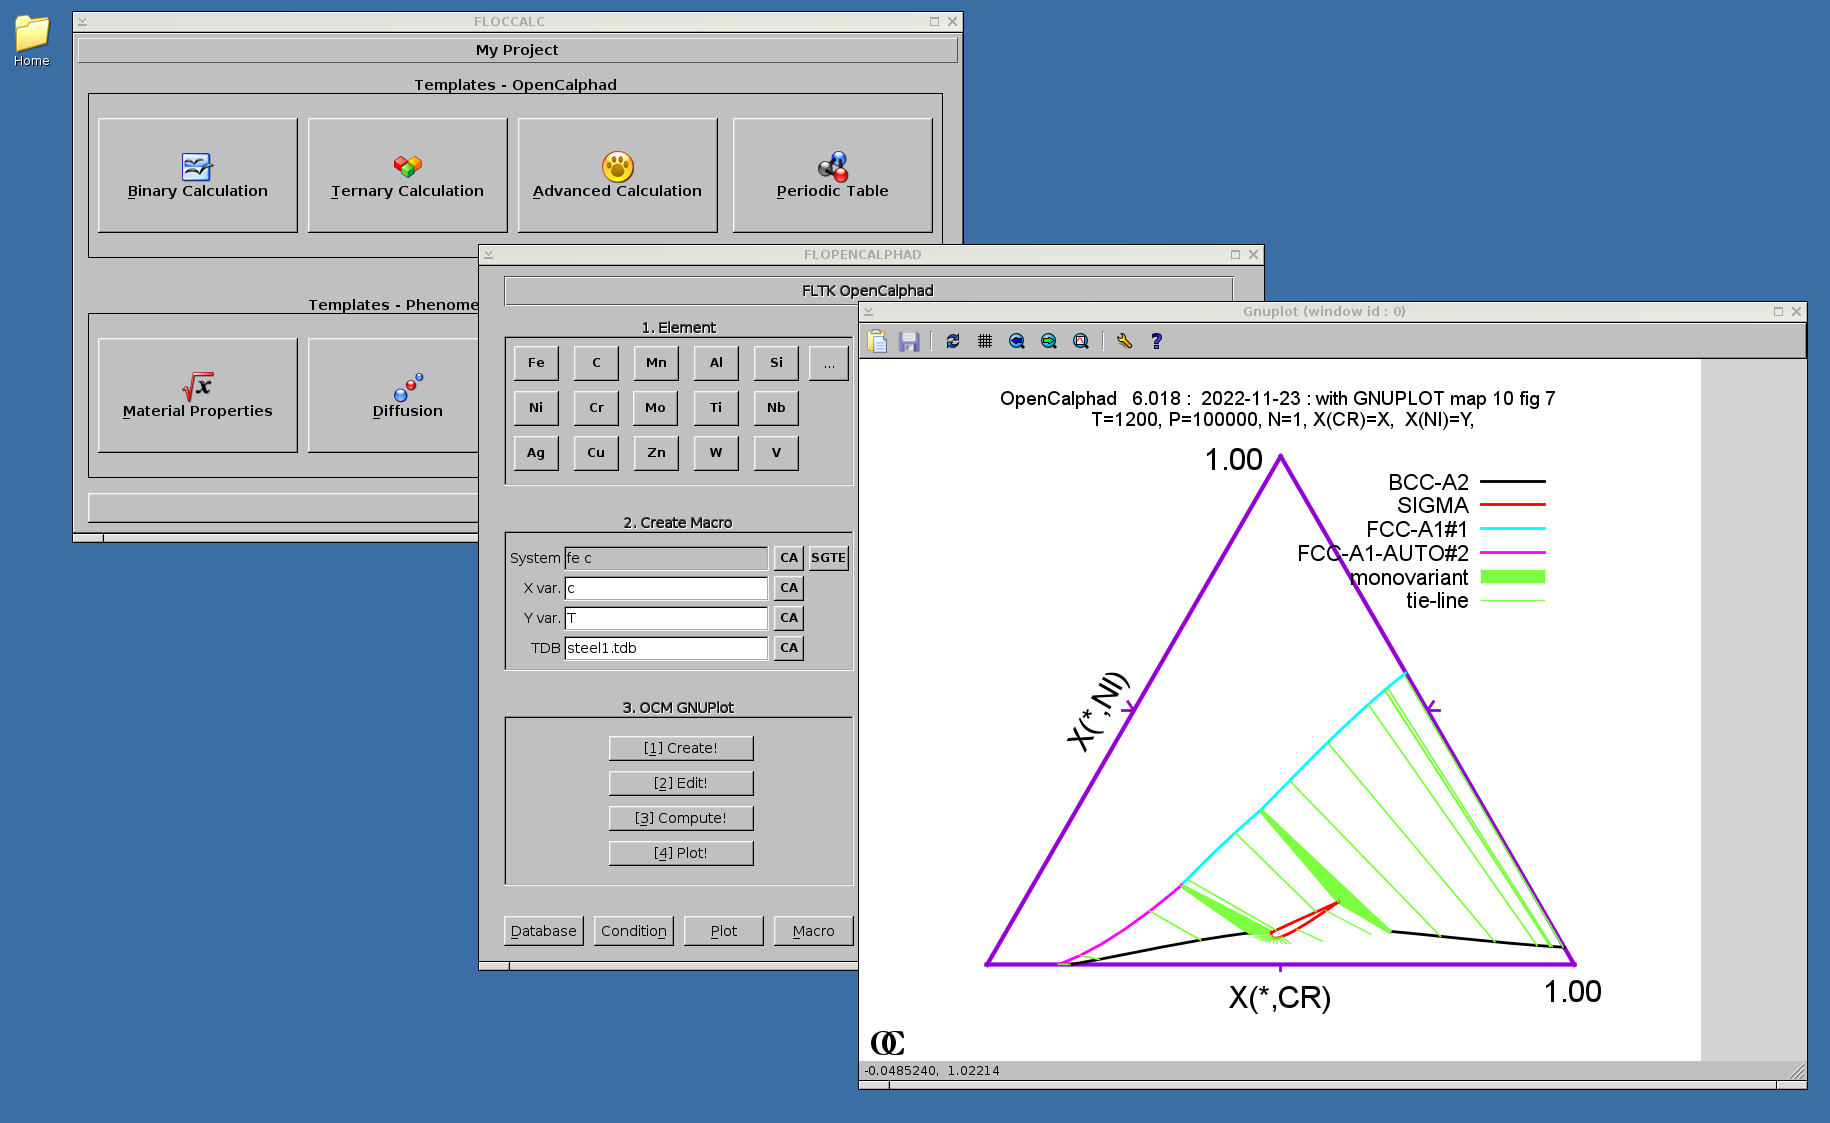 Home
FLOCCALC
My Project
Templates - OpenCalphad
Binary Calculation
Ternary Calculation
Advanced Calculation
Periodic Table
Templates - Phenome
Material Properties
Diffusion
FLOPENCALPHAD
FLTK OpenCalphad
1. Element
Fe C Mn Al Si ...
Ni Cr Mo Ti Nb
Ag Cu Zn W V
2. Create Macro
System fe c CA SGTE
X var. c CA
Y var. T CA
TDB steel1.tdb CA
3. OCM GNUPlot
[1] Create!
[2] Edit!
[3] Compute!
[4] Plot!
Database Condition Plot Macro
Gnuplot (window id : 0)
OpenCalphad 6.018 : 2022-11-23 : with GNUPLOT map 10 fig 7
T=1200, P=100000, N=1, X(CR)=X, X(NI)=Y,
1.00
BCC-A2
SIGMA
FCC-A1#1
FCC-A1-AUTO#2
monovariant
tie-line
X(*,NI)
X(*,CR)
1.00
OC
-0.0485240, 1.02214